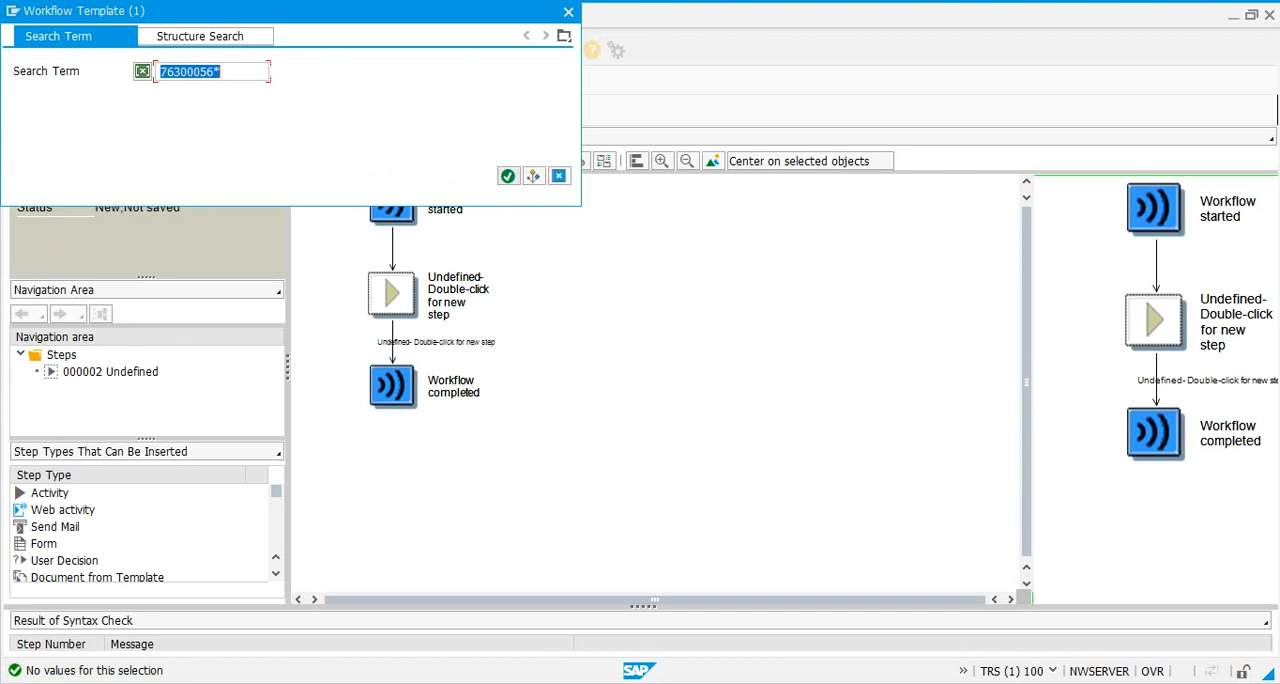 Workflow Template (1)
Search Term
Structure Search
Search Term
76300056*
Center on selected objects
Status
New,Not saved
started
Navigation Area
Undefined-
Double-click
for new
step
Undefined- Double-click for new step
Workflow
completed
Navigation area
Steps
000002 Undefined
Step Types That Can Be Inserted
Step Type
Activity
Web activity
Send Mail
Form
User Decision
Document from Template
Workflow
started
Undefined-
Double-click
for new
step
Undefined- Double-click for new ste
Workflow
completed
Result of Syntax Check
Step Number
Message
No values for this selection
SAP
TRS (1) 100
NWSERVER
OVR